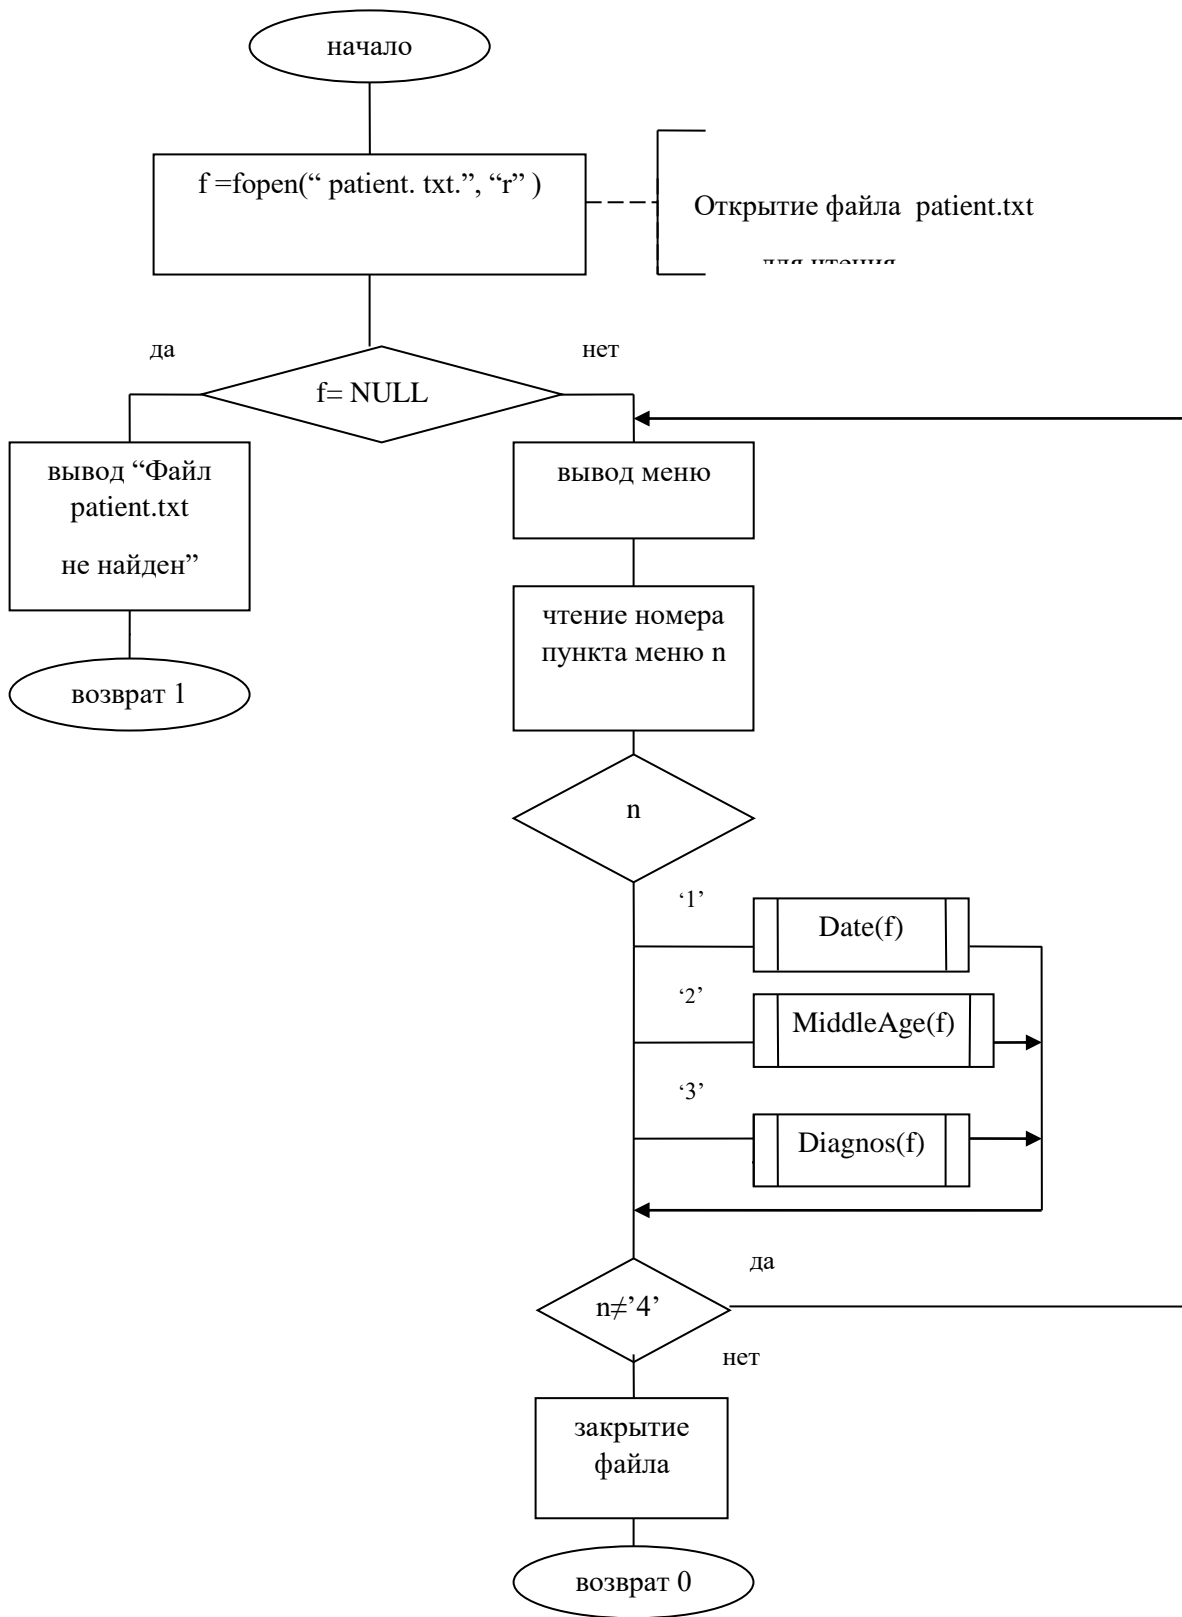 начало
f =fopen(“ patient. txt.”, “r” )
Открытие файла patient.txt
для чтения
да
нет
f= NULL
вывод “Файл
patient.txt
не найден”
вывод меню
чтение номера
пункта меню n
возврат 1
n
‘1’
Date(f)
‘2’
MiddleAge(f)
‘3’
Diagnos(f)
да
n≠’4’
нет
закрытие
файла
возврат 0